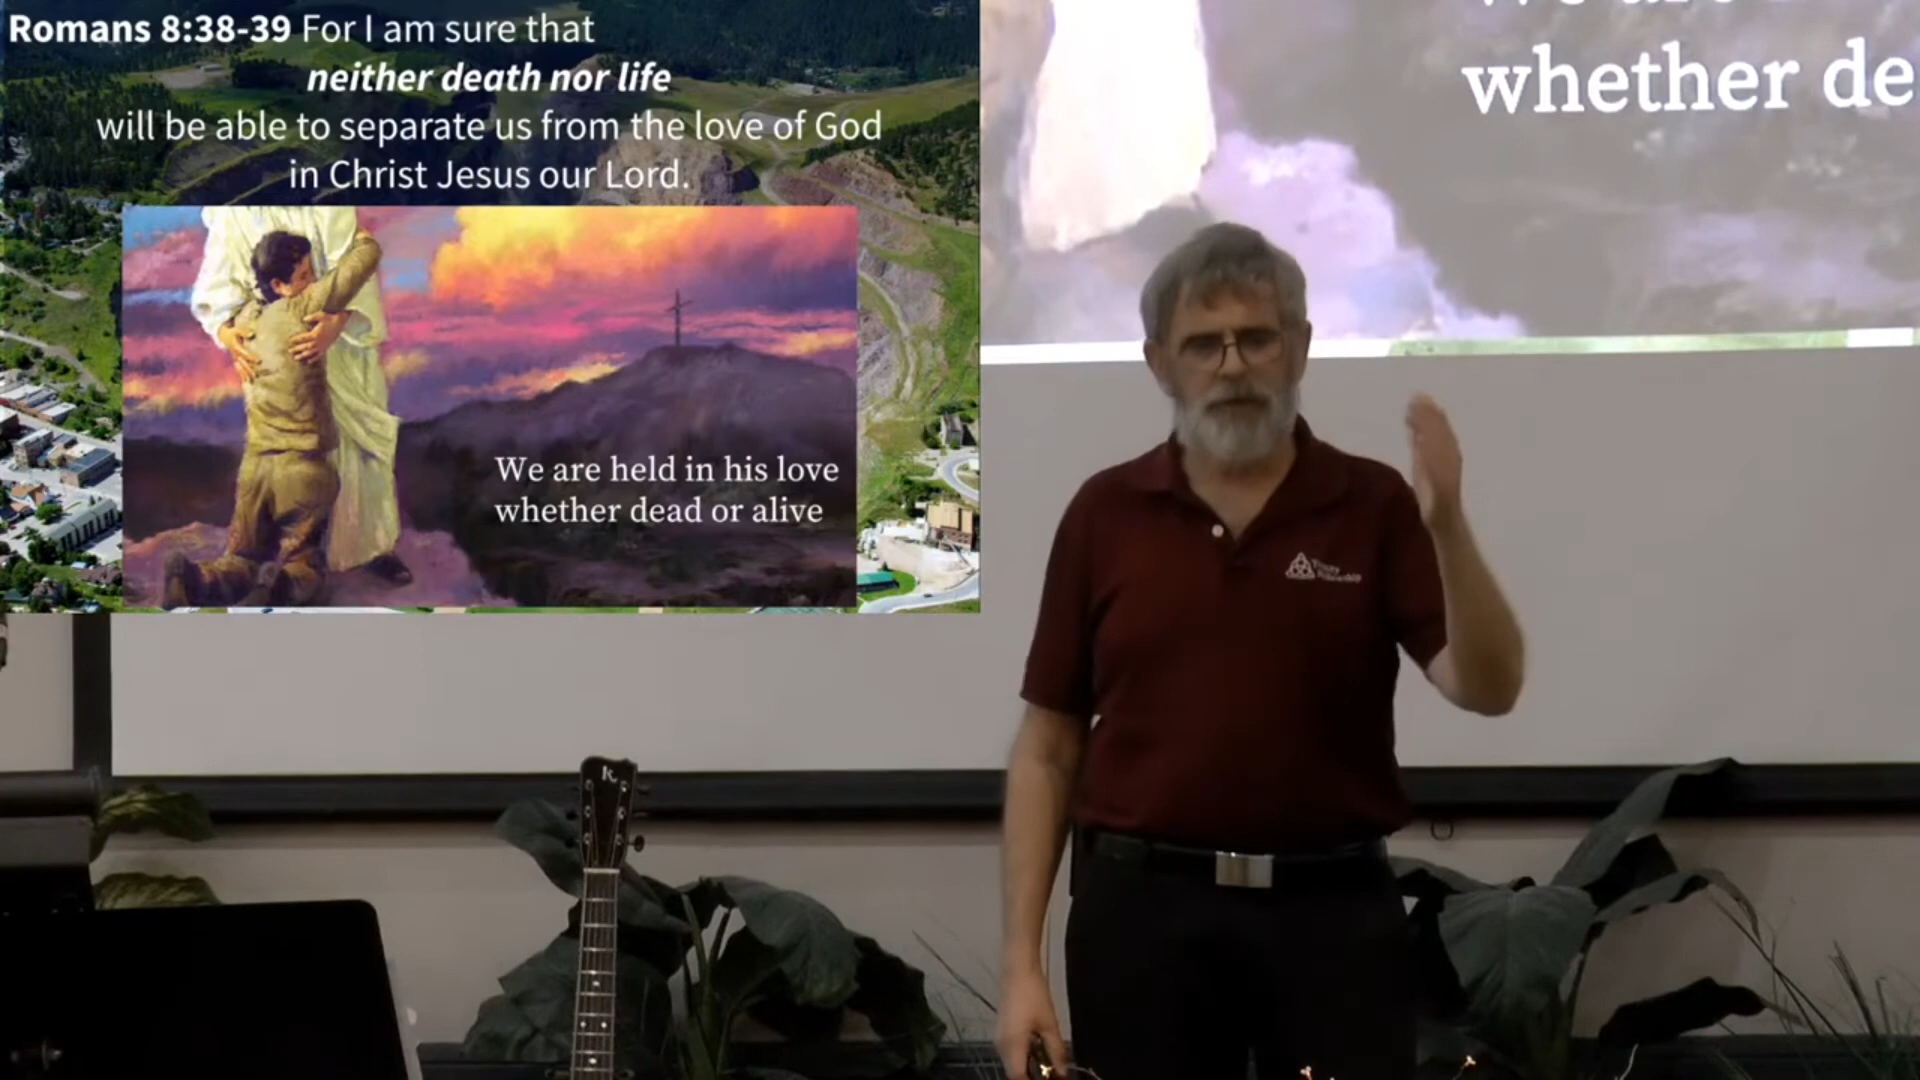 Romans 8:38-39 For I am sure that
neither death nor life
will be able to separate us from the love of God
in Christ Jesus our Lord.
We are held in his love
whether dead or alive
whether de
Trinity
Fellowship